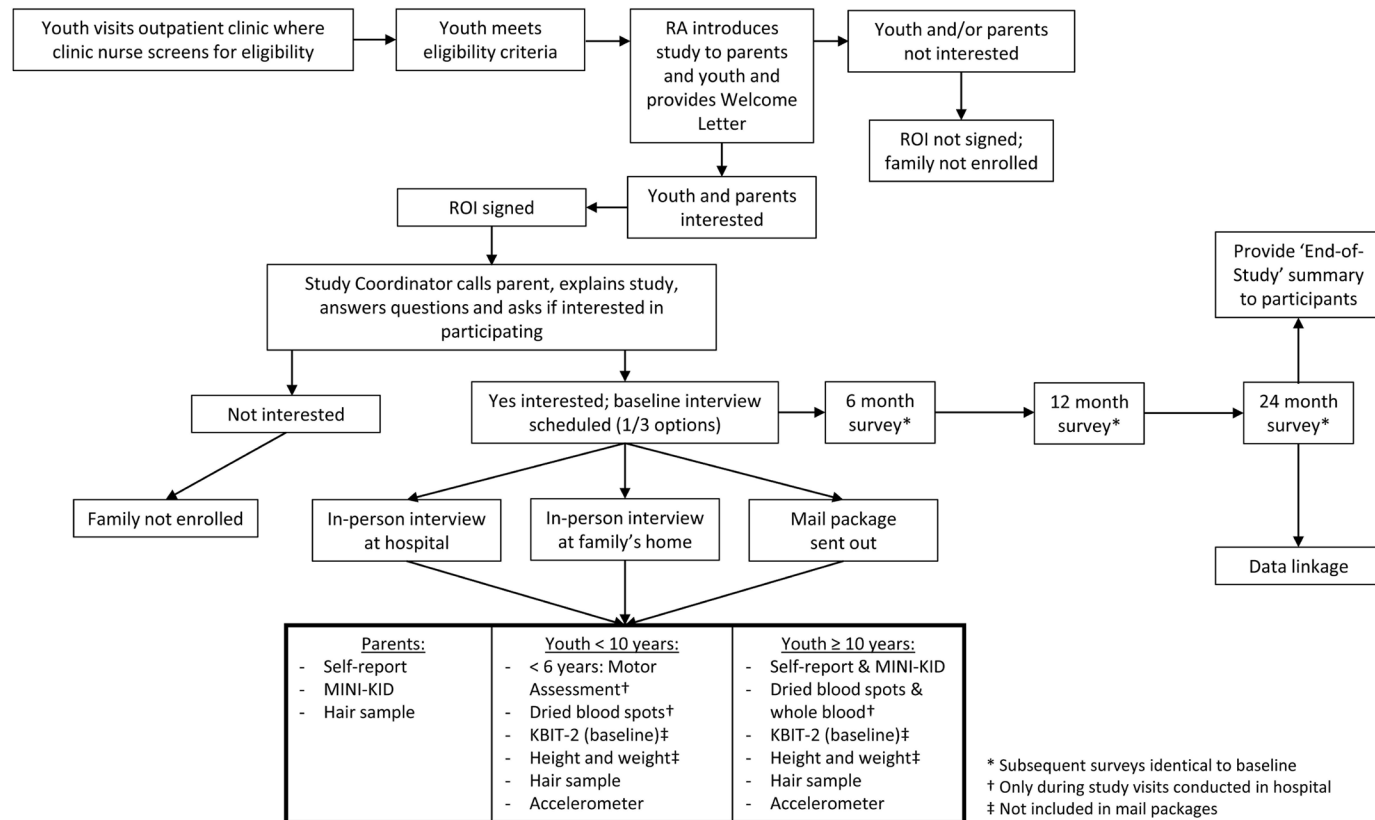 Youth visits outpatient clinic where
clinic nurse screens for eligibility
Youth meets
eligibility criteria
RA introduces
study to parents
and youth and
provides
Welcome
Letter
Youth and/or parents
not interested
ROI not signed;
family not enrolled
Youth and parents
interested
ROI signed
Study Coordinator calls parent, explains study,
answers questions and asks if interested in
participating
Not interested
Family not enrolled
Yes interested; baseline interview
scheduled (1/3 options)
6 month
survey*
12 month
survey*
24 month
survey*
Provide ‘End-of-
Study’ summary
to participants
Data linkage
In-person interview
at hospital
In-person interview
at family’s home
Mail package
sent out
Parents:
- Self-report
- MINI-KID
- Hair sample
Youth < 10 years:
- < 6 years: Motor
Assessment†
- Dried blood spots†
- KBIT-2 (baseline)‡
- Height and weight‡
- Hair sample
- Accelerometer
Youth ≥ 10 years:
- Self-report & MINI-KID
- Dried blood spots &
whole blood†
- KBIT-2 (baseline)‡
- Height and weight‡
- Hair sample
- Accelerometer
* Subsequent surveys identical to baseline
† Only during study visits conducted in hospital
‡ Not included in mail packages